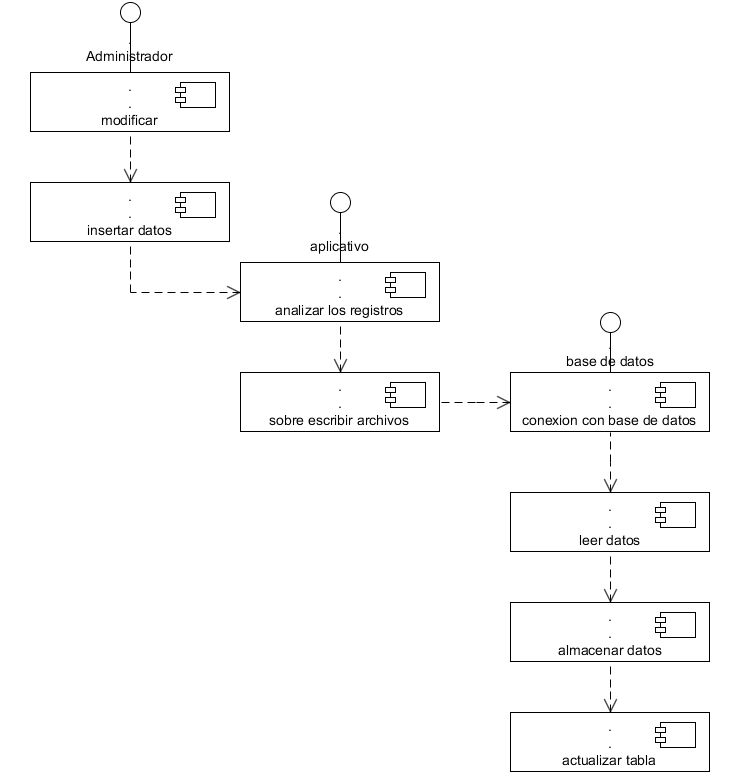 Administrador
modificar
insertar datos
aplicativo
analizar los registros
sobre escribir archivos
base de datos
conexion con base de datos
leer datos
almacenar datos
actualizar tabla